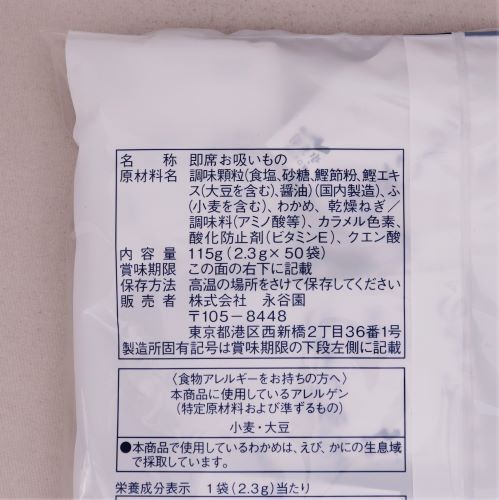 名称 即席お吸いもの
原材料名 調味顆粒(食塩、砂糖、鰹節粉、鰹エキ
ス(大豆を含む)、醤油)(国内製造)、ふ
(小麦を含む)、わかめ、乾燥ねぎ／
調味料(アミノ酸等)、カラメル色素、
酸化防止剤(ビタミンE)、クエン酸
内容量 115g(2.3g×50袋)
賞味期限 この面の右下に記載
保存方法 高温の場所をさけて保存してください
販売者 株式会社 永谷園
〒105-8448
東京都港区西新橋2丁目36番1号
製造所固有記号は賞味期限の下段左側に記載
〈食物アレルギーをお持ちの方へ〉
本商品に使用しているアレルゲン
(特定原材料および準ずるもの)
小麦・大豆
●本商品で使用しているわかめは、えび、かにの生息域
で採取しています。
栄養成分表示 1袋(2.3g)当たり